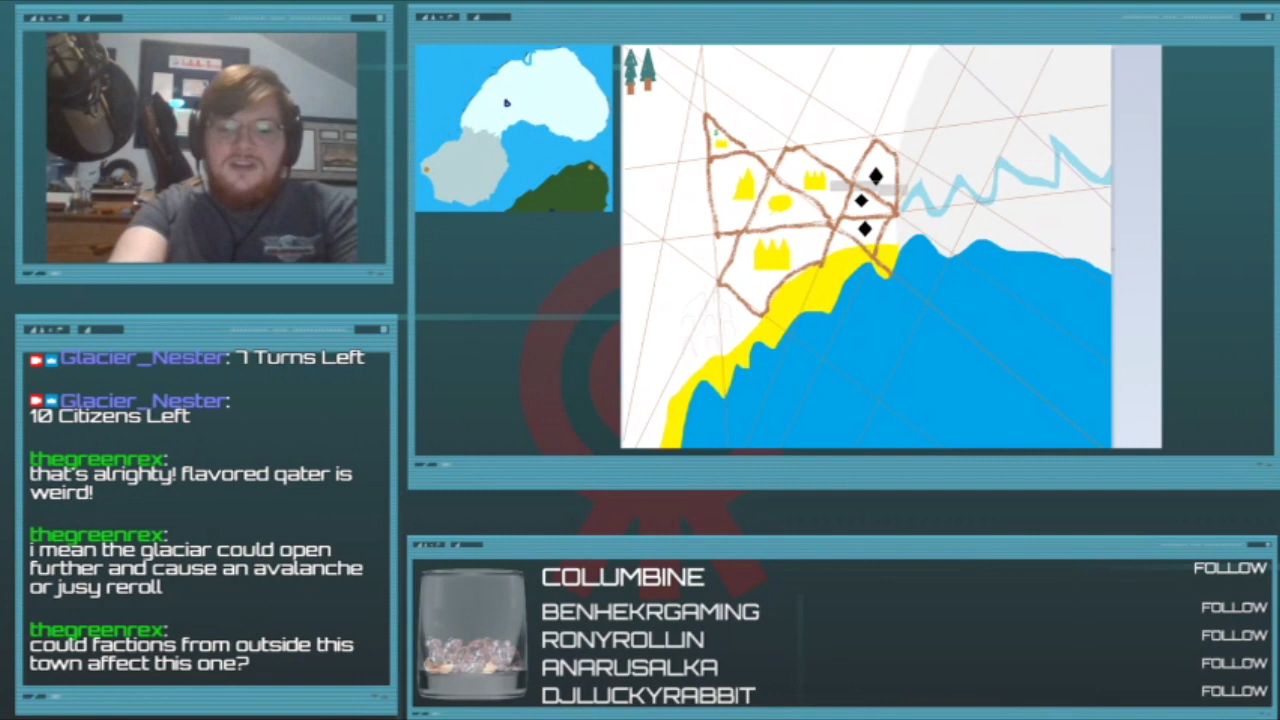 Glacier_Nester: 7 Turns Left
Glacier_Nester:
10 Citizens Left
thegreenrex:
that's alrighty! flavored qater is
weird!
thegreenrex:
i mean the glaciar could open
further and cause an avalanche
or jusy reroll
thegreenrex:
could factions from outside this
town affect this one?
COLUMBINE FOLLOW
BENHEKRGAMING FOLLOW
RONYROLLIN FOLLOW
ANARUSALKA FOLLOW
DJLUCKYRABBIT FOLLOW